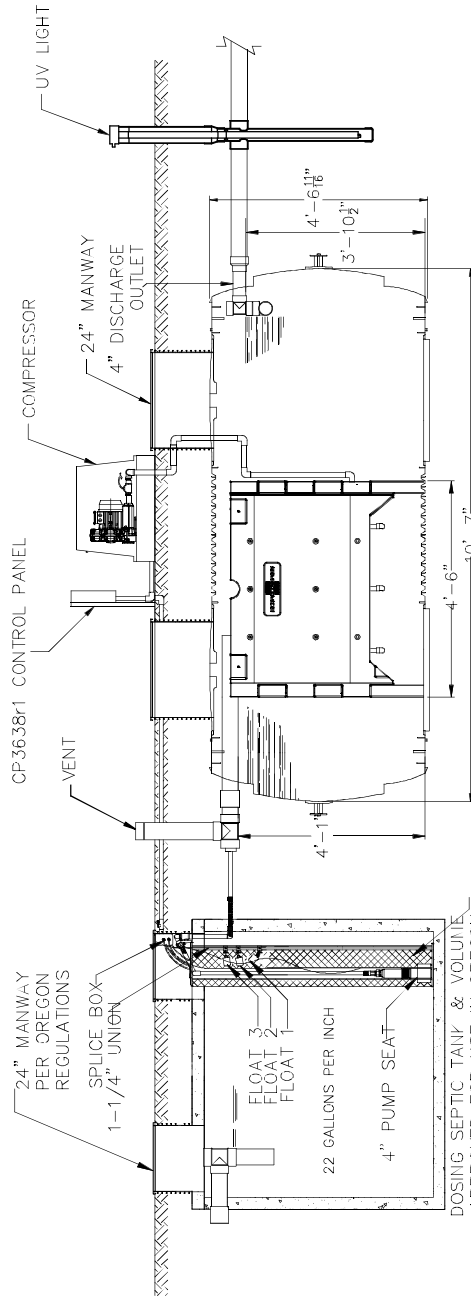 24" MANWAY
PER OREGON
REGULATIONS
SPLICE BOX
1-1/4" UNION
FLOAT 3
FLOAT 2
FLOAT 1
22 GALLONS PER INCH
4" PUMP SEAT
DOSING SEPTIC TANK & VOLUME
VENT
CP3638r1 CONTROL PANEL
COMPRESSOR
24" MANWAY
4" DISCHARGE
OUTLET
UV LIGHT
4'-1"
4'-6"
10'-7"
3'-10 1/2"
4'-6 11/16"